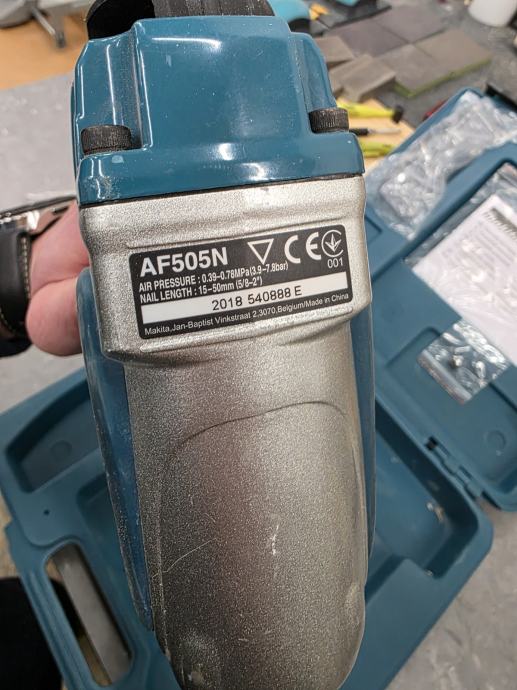 AF505N
CE
001
AIR PRESSURE : 0.39-0.78MPa(3.9-7.8bar)
NAIL LENGTH : 15-50mm (5/8-2")
2018 540888 E
Makita,Jan-Baptist Vinkstraat 2,3070,Belgium/Made in China